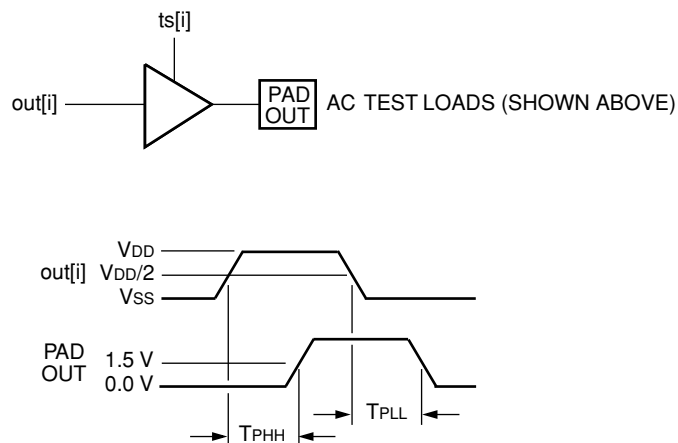 ts[i]
out[i]
PAD
OUT
AC TEST LOADS (SHOWN ABOVE)
VDD
out[i] VDD/2
VSS
PAD
OUT
1.5 V
0.0 V
TPLL
TPHH